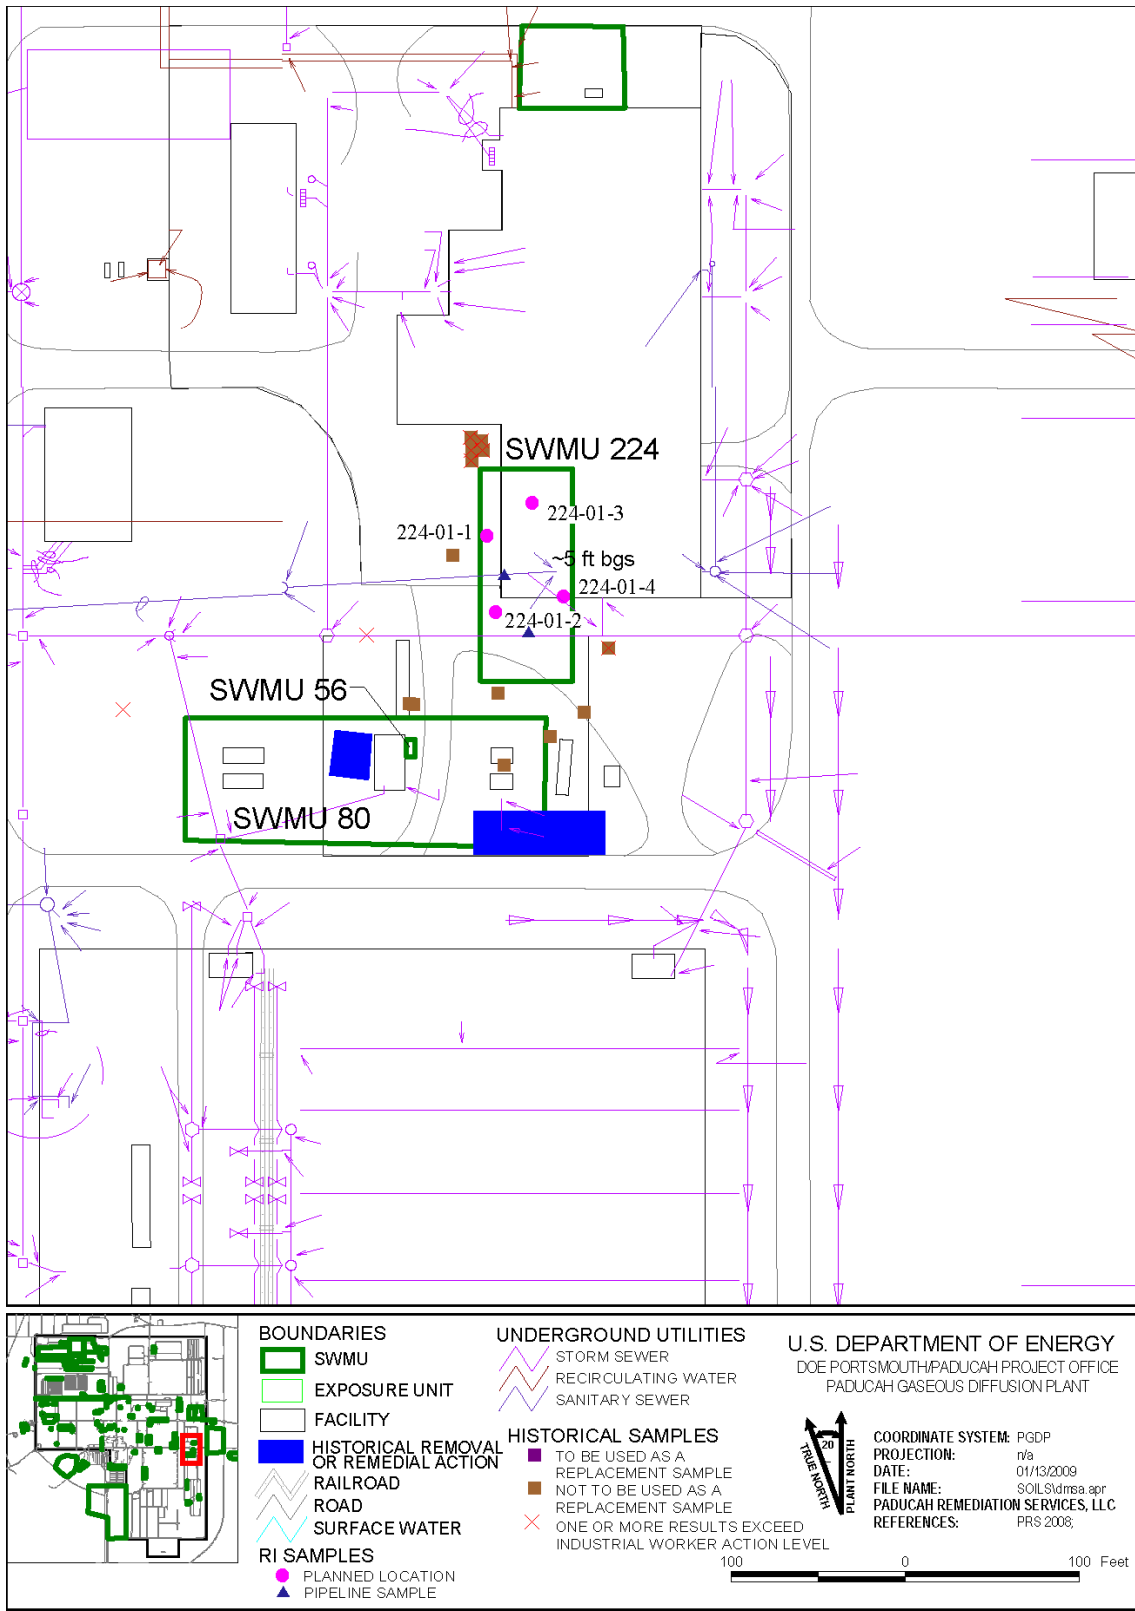 SWMU 224
224-01-3
224-01-1
~5 ft bgs
224-01-4
224-01-2
SWMU 56
SWMU 80
BOUNDARIES
SWMU
EXPOSURE UNIT
FACILITY
HISTORICAL REMOVAL
OR REMEDIAL ACTION
RAILROAD
ROAD
SURFACE WATER
RI SAMPLES
PLANNED LOCATION
PIPELINE SAMPLE
UNDERGROUND UTILITIES
STORM SEWER
RECIRCULATING WATER
SANITARY SEWER
HISTORICAL SAMPLES
TO BE USED AS A
REPLACEMENT SAMPLE
NOT TO BE USED AS A
REPLACEMENT SAMPLE
ONE OR MORE RESULTS EXCEED
INDUSTRIAL WORKER ACTION LEVEL
U.S. DEPARTMENT OF ENERGY
DOE PORTSMOUTH/PADUCAH PROJECT OFFICE
PADUCAH GASEOUS DIFFUSION PLANT
20
TRUE NORTH
PLANT NORTH
COORDINATE SYSTEM: PGDP
PROJECTION: n/a
DATE: 01/13/2009
FILE NAME: SOILS\dmsa.apr
PADUCAH REMEDIATION SERVICES, LLC
REFERENCES: PRS 2008;
100 0 100 Feet